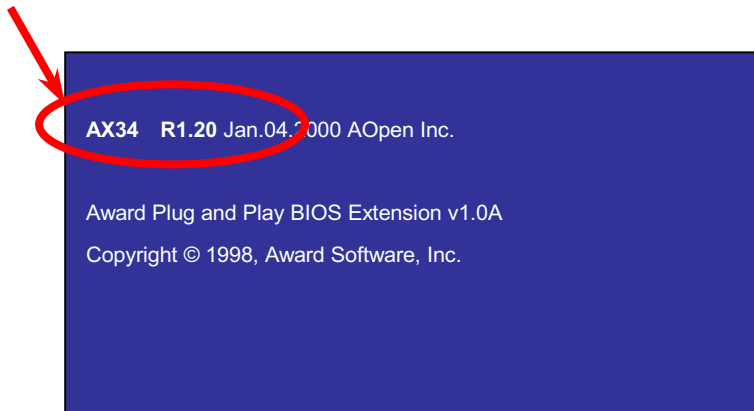 AX34 R1.20 Jan.04.2000 AOpen Inc.
Award Plug and Play BIOS Extension v1.0A
Copyright © 1998, Award Software, Inc.